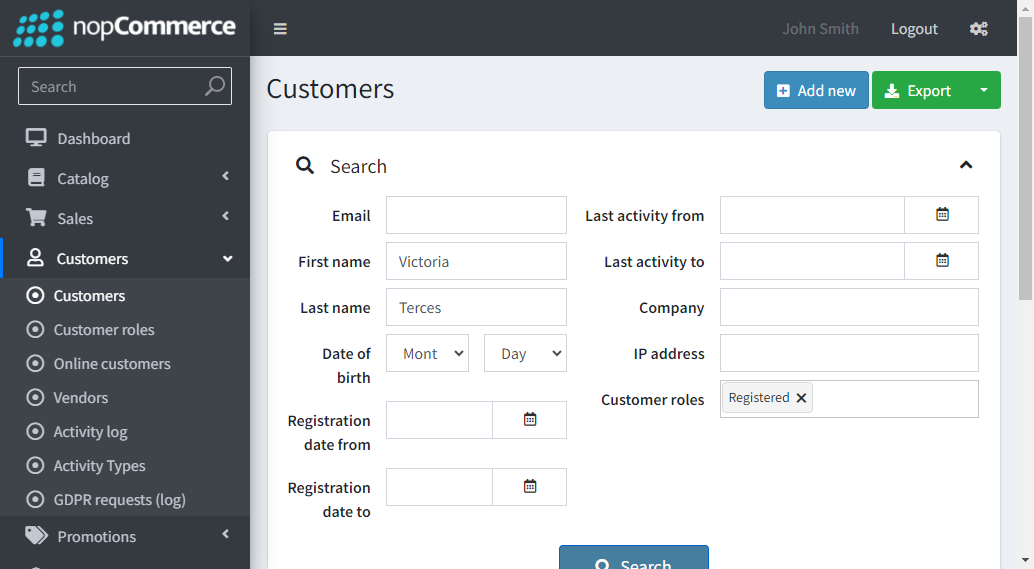 nopCommerce
John Smith
Logout
Search
Customers
Add new
Export
Dashboard
Catalog
Sales
Customers
Customers
Customer roles
Online customers
Vendors
Activity log
Activity Types
GDPR requests (log)
Promotions
Search
Email
First name
Victoria
Last name
Terces
Date of
birth
Mont
Day
Registration
date from
Registration
date to
Last activity from
Last activity to
Company
IP address
Customer roles
Registered
Search